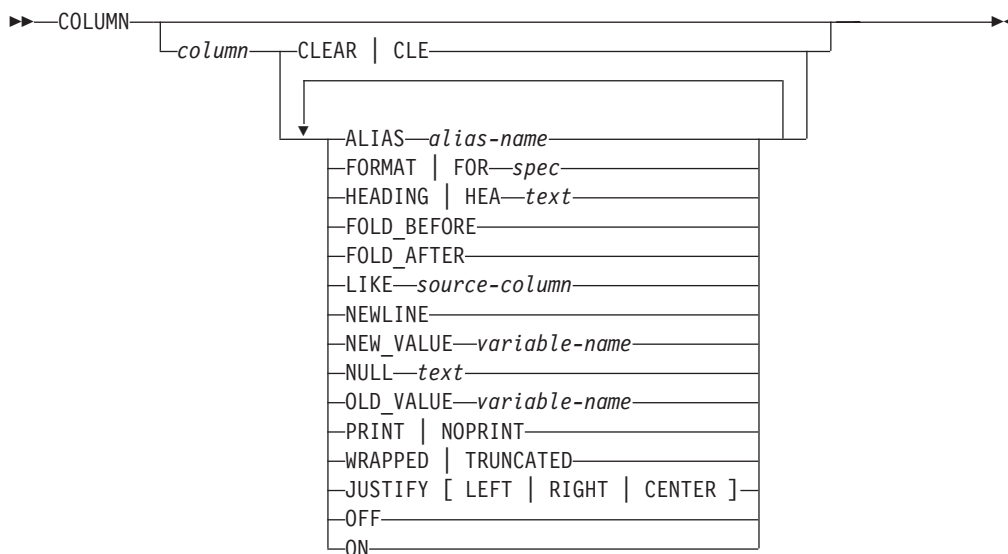 COLUMN
column CLEAR | CLE
ALIAS alias-name
FORMAT | FOR spec
HEADING | HEA text
FOLD_BEFORE
FOLD_AFTER
LIKE source-column
NEWLINE
NEW_VALUE variable-name
NULL text
OLD_VALUE variable-name
PRINT | NOPRINT
WRAPPED | TRUNCATED
JUSTIFY [ LEFT | RIGHT | CENTER ]
OFF
ON